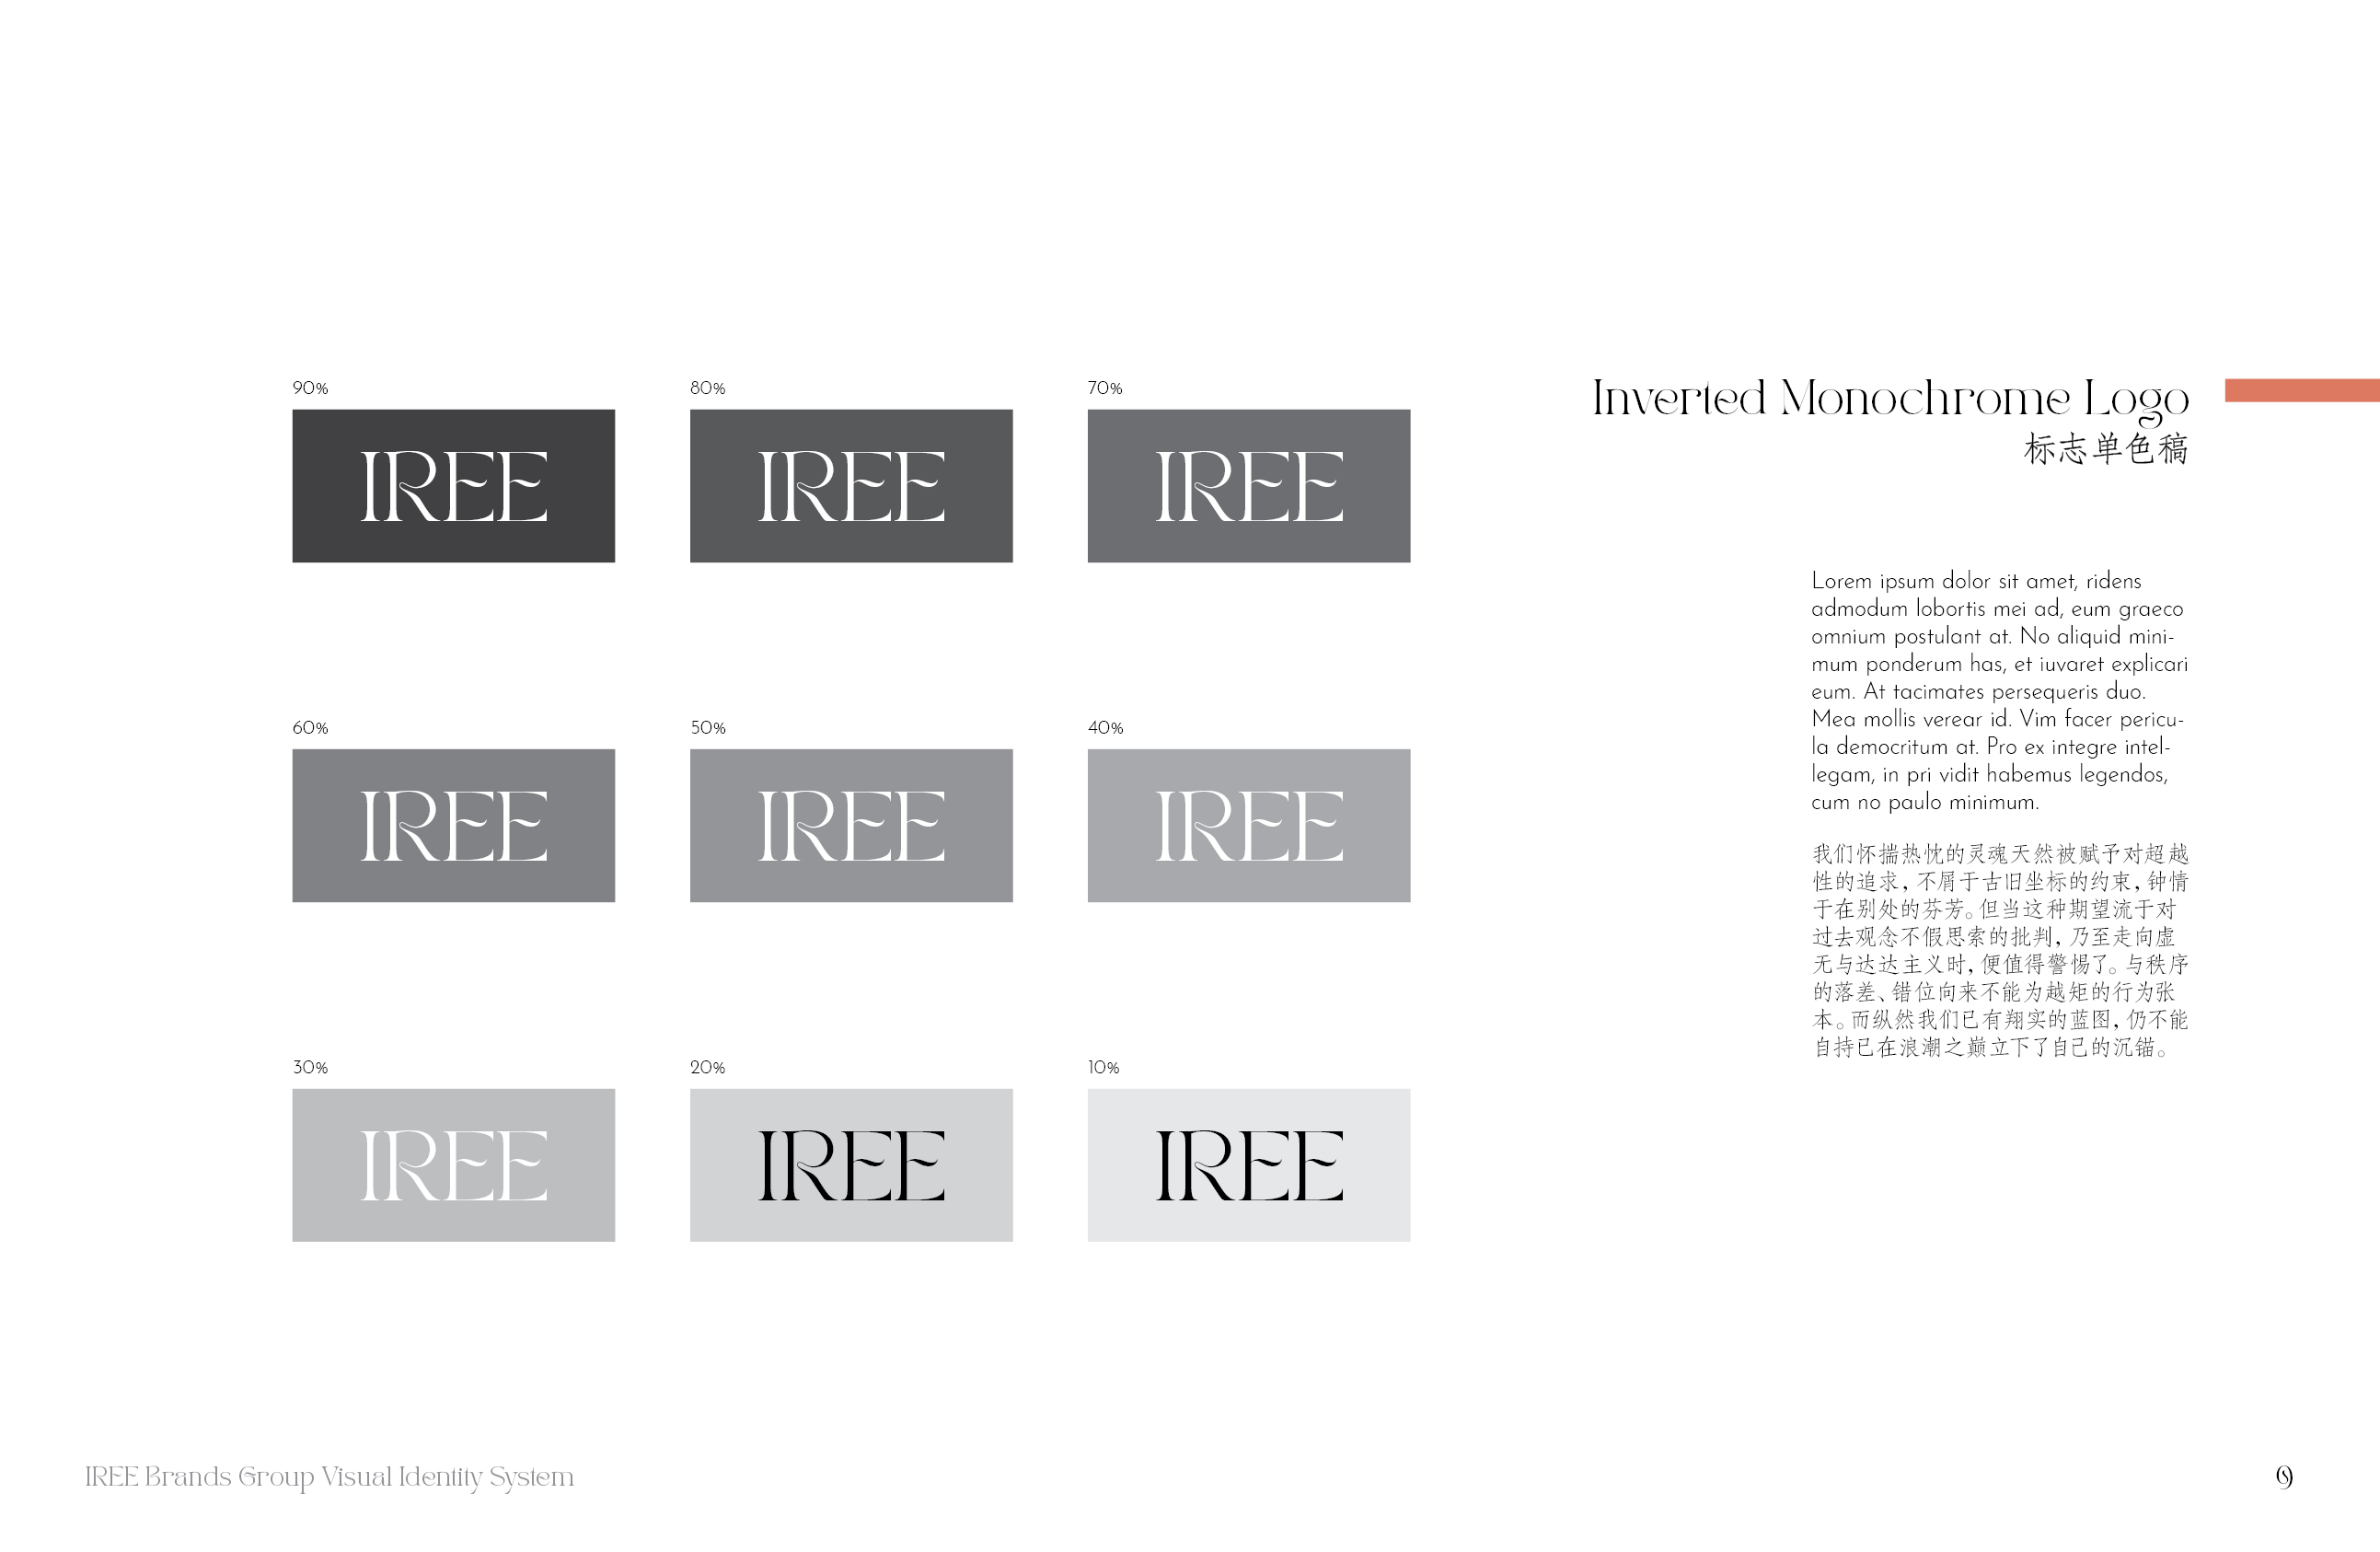 90%
80%
70%
IREE
IREE
IREE
60%
50%
40%
IREE
IREE
IREE
30%
20%
10%
IREE
IREE
IREE
Inverted Monochrome Logo
标志单色稿
Lorem ipsum dolor sit amet, ridens
admodum lobortis mei ad, eum graeco
omnium postulant at. No aliquid mini-
mum ponderum has, et iuvaret explicari
eum. At tacimates persequeris duo.
Mea mollis verear id. Vim facer pericu-
la democritum at. Pro ex integre intel-
legam, in pri vidit habemus legendos,
cum no paulo minimum.
我们怀揣热忱的灵魂天然被赋予对超越
性的追求，不屑于古旧坐标的约束，钟情
于在别处的芬芳。但当这种期望流于对
过去观念不假思索的批判，乃至走向虚
无与达达主义时，便值得警惕了。与秩序
的落差、错位向来不能为越矩的行为张
本。而纵然我们已有翔实的蓝图，仍不能
自持已在浪潮之巅立下了自己的沉锚。
IREE Brands Group Visual Identity System
9